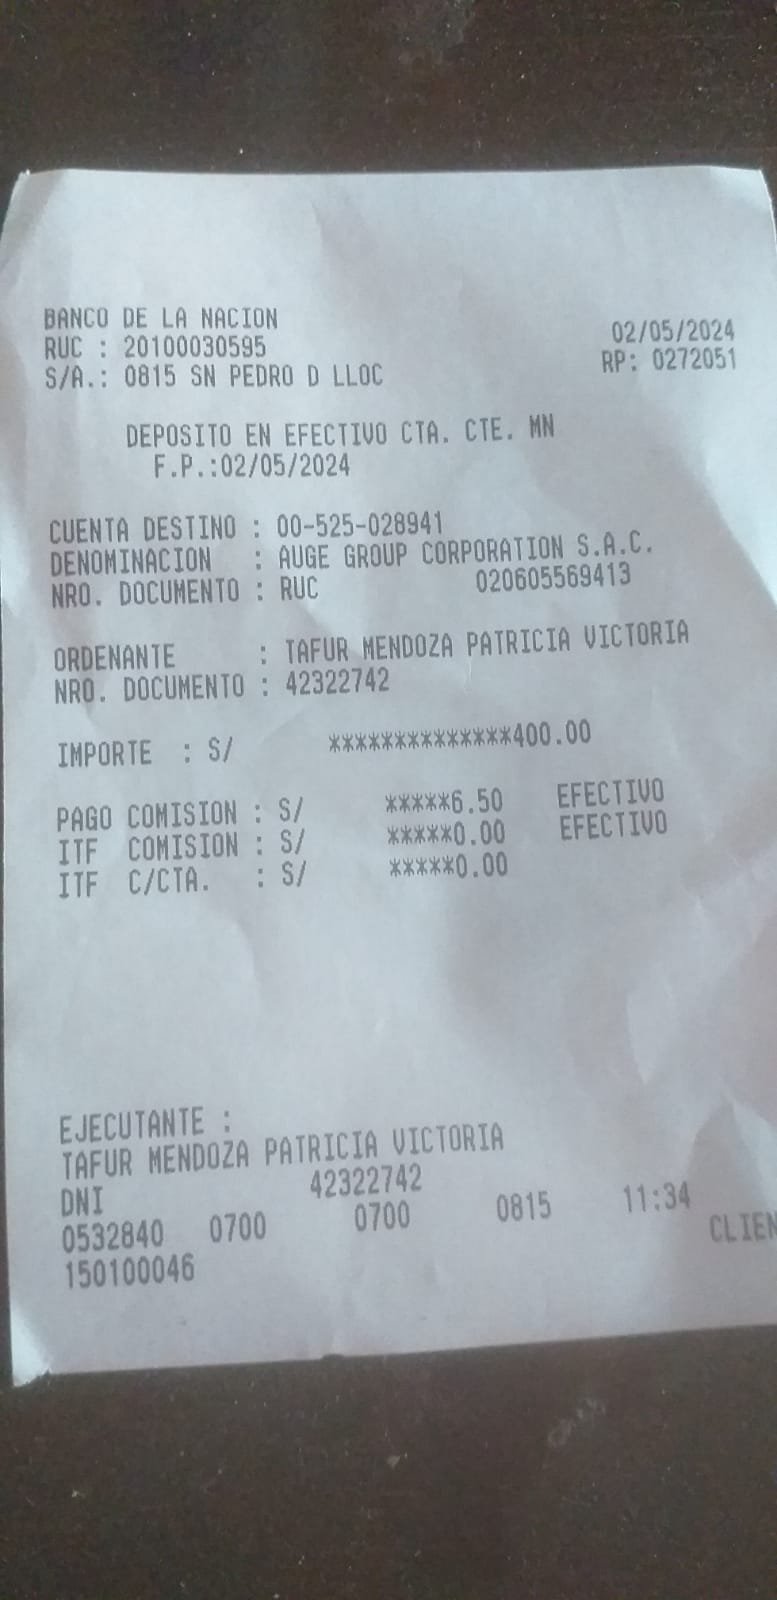 BANCO DE LA NACION
02/05/2024
RUC : 20100030595
RP: 0272051
S/A.: 0815 SN PEDRO D LLOC
DEPOSITO EN EFECTIVO CTA. CTE. MN
F.P.:02/05/2024
CUENTA DESTINO : 00-525-028941
DENOMINACION : AUGE GROUP CORPORATION S.A.C.
NRO. DOCUMENTO : RUC 020605569413
ORDENANTE : TAFUR MENDOZA PATRICIA VICTORIA
NRO. DOCUMENTO : 42322742
IMPORTE : S/ **************400.00
PAGO COMISION : S/ *****6.50 EFECTIVO
ITF COMISION : S/ *****0.00 EFECTIVO
ITF C/CTA. : S/ *****0.00
EJECUTANTE :
TAFUR MENDOZA PATRICIA VICTORIA
DNI 42322742
0532840 0700 0700 0815 11:34
CLIEN
150100046